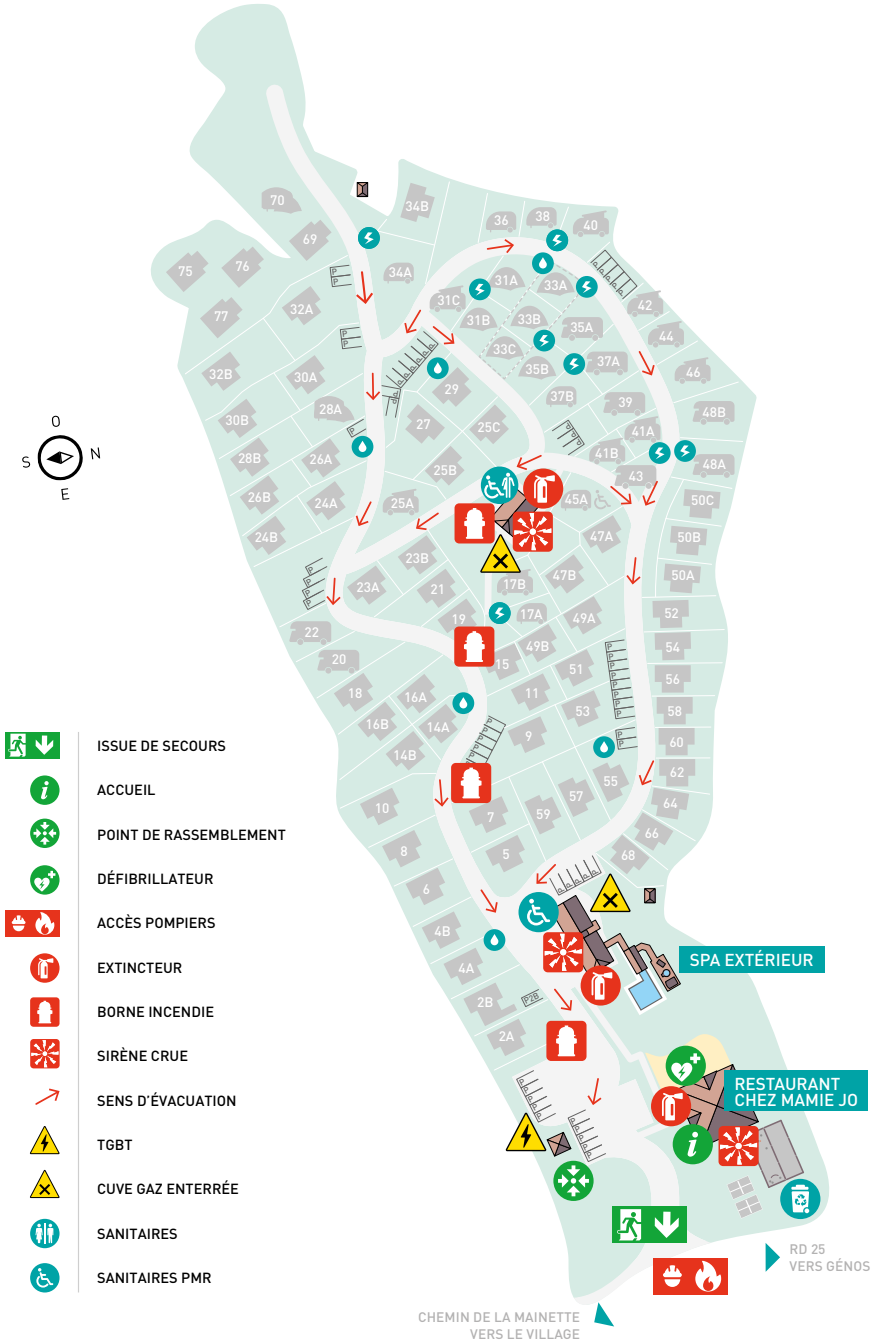 70
34B
36
38
40
69
75
76
34A
31A
33A
77
32A
31C
42
31B
33B
35A
44
33C
32B
30A
35B
37A
46
29
28A
37B
39
48B
30B
27
25C
41A
O
S
N
E
28B
26A
25B
41B
48A
43
26B
24A
25A
45A
50C
24B
47A
50B
23B
23A
21
17B
47B
50A
19
17A
49A
52
22
49B
54
20
15
51
56
18
16A
11
53
58
16B
14A
9
60
14B
55
62
57
64
10
7
59
66
8
5
68
6
4B
4A
2B
P2B
2A
SPA EXTÉRIEUR
RESTAURANT
CHEZ MAMIE JO
ISSUE DE SECOURS
i
ACCUEIL
POINT DE RASSEMBLEMENT
DÉFIBRILLATEUR
ACCÈS POMPIERS
EXTINCTEUR
BORNE INCENDIE
SIRÈNE CRUE
SENS D'ÉVACUATION
TGBT
CUVE GAZ ENTERRÉE
SANITAIRES
SANITAIRES PMR
i
RD 25
VERS GÉNOS
CHEMIN DE LA MAINETTE
VERS LE VILLAGE